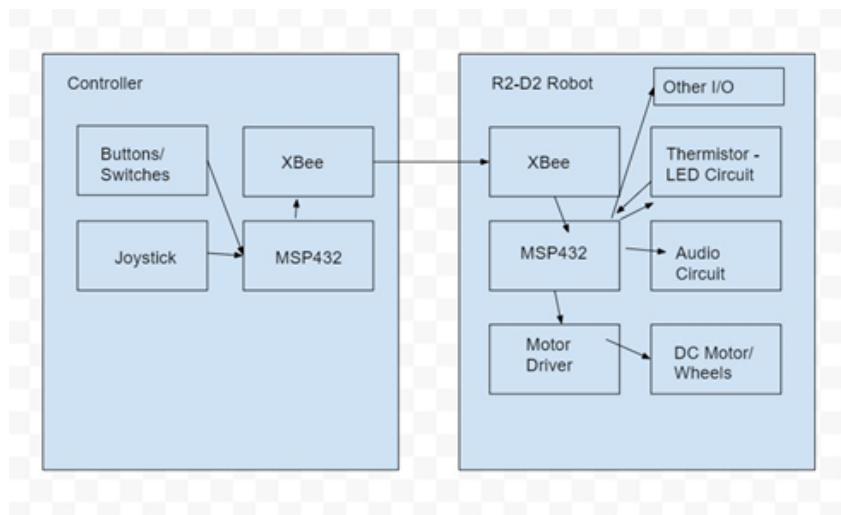 Controller
Buttons/
Switches
XBee
Joystick
MSP432
R2-D2 Robot
Other I/O
XBee
Thermistor -
LED Circuit
MSP432
Audio
Circuit
Motor
Driver
DC Motor/
Wheels